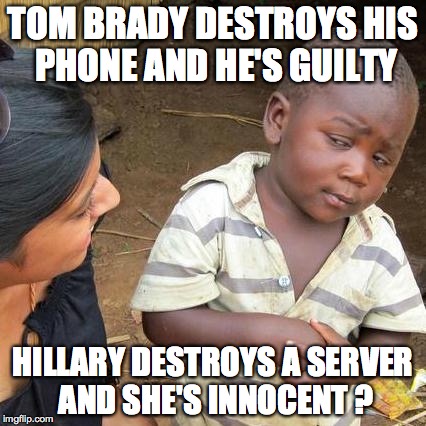 TOM BRADY DESTROYS HIS
PHONE AND HE'S GUILTY
HILLARY DESTROYS A SERVER
AND SHE'S INNOCENT ?
imgflip.com